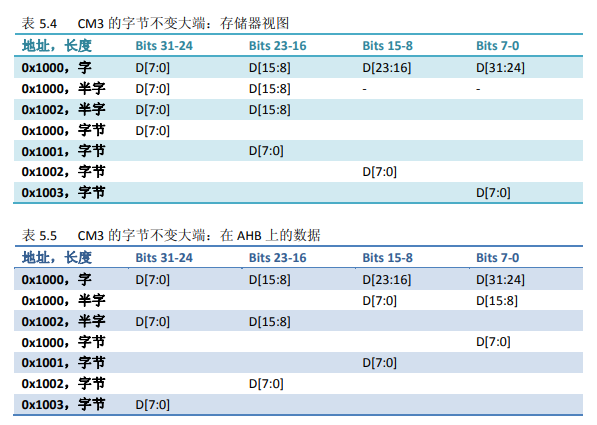 表 5.4 CM3 的字节不变大端：存储器视图
地址，长度 Bits 31-24 Bits 23-16 Bits 15-8 Bits 7-0
0x1000，字 D[7:0] D[15:8] D[23:16] D[31:24]
0x1000，半字 D[7:0] D[15:8] - -
0x1002，半字 D[7:0] D[15:8]
0x1000，字节 D[7:0]
0x1001，字节 D[7:0]
0x1002，字节 D[7:0]
0x1003，字节 D[7:0]
表 5.5 CM3 的字节不变大端：在 AHB 上的数据
地址，长度 Bits 31-24 Bits 23-16 Bits 15-8 Bits 7-0
0x1000，字 D[7:0] D[15:8] D[23:16] D[31:24]
0x1000，半字 D[7:0] D[15:8]
0x1002，半字 D[7:0] D[15:8]
0x1000，字节 D[7:0]
0x1001，字节 D[7:0]
0x1002，字节 D[7:0]
0x1003，字节 D[7:0]